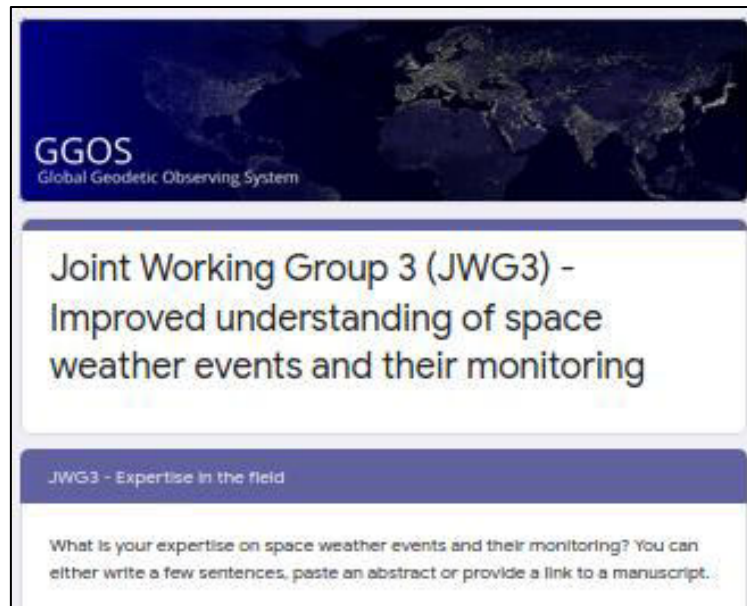 GGOS
Global Geodetic Observing System
Joint Working Group 3 (JWG3) -
Improved understanding of space
weather events and their monitoring
JWG3 - Expertise in the field
What is your expertise on space weather events and their monitoring? You can
either write a few sentences, paste an abstract or provide a link to a manuscript.